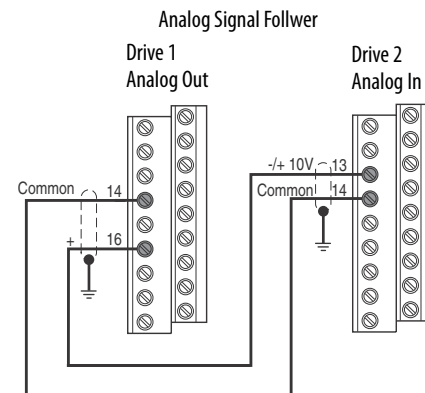 Analog Signal Follwer
Drive 1
Analog Out
Drive 2
Analog In
-/+ 10V 13
Common 14
Common 14
+ 16